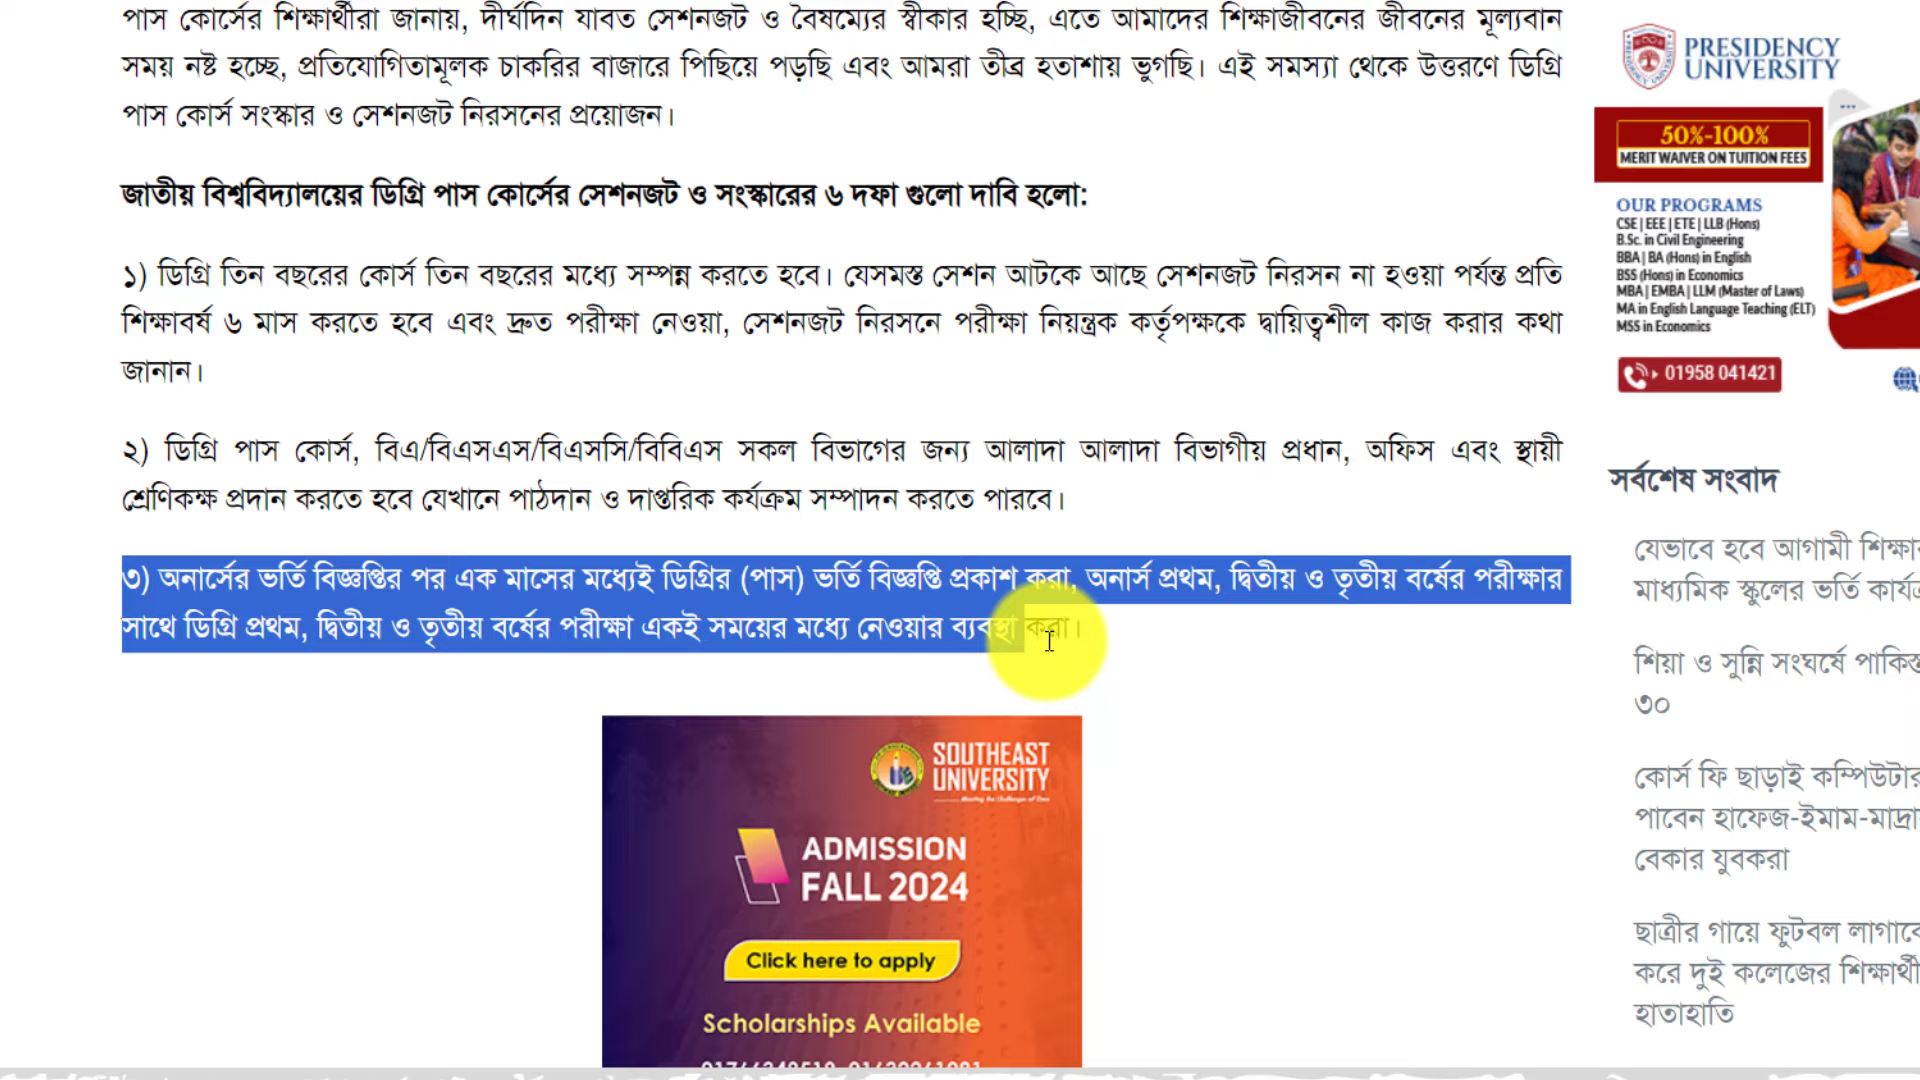 পাস কোর্সের শিক্ষার্থীরা জানায়, দীর্ঘদিন যাবত সেশনজট ও বৈষম্যের স্বীকার হচ্ছি, এতে আমাদের শিক্ষাজীবনের জীবনের মূল্যবান
সময় নষ্ট হচ্ছে, প্রতিযোগিতামূলক চাকরির বাজারে পিছিয়ে পড়ছি এবং আমরা তীব্র হতাশায় ভুগছি। এই সমস্যা থেকে উত্তরণে ডিগ্রি
পাস কোর্স সংস্কার ও সেশনজট নিরসনের প্রয়োজন।
জাতীয় বিশ্ববিদ্যালয়ের ডিগ্রি পাস কোর্সের সেশনজট ও সংস্কারের ৬ দফা গুলো দাবি হলো:
১) ডিগ্রি তিন বছরের কোর্স তিন বছরের মধ্যে সম্পন্ন করতে হবে। যেসমস্ত সেশন আটকে আছে সেশনজট নিরসন না হওয়া পর্যন্ত প্রতি
শিক্ষাবর্ষ ৬ মাস করতে হবে এবং দ্রুত পরীক্ষা নেওয়া, সেশনজট নিরসনে পরীক্ষা নিয়ন্ত্রক কর্তৃপক্ষকে দ্বায়িত্বশীল কাজ করার কথা
জানান।
২) ডিগ্রি পাস কোর্স, বিএ/বিএসএস/বিএসসি/বিবিএস সকল বিভাগের জন্য আলাদা আলাদা বিভাগীয় প্রধান, অফিস এবং স্থায়ী
শ্রেণিকক্ষ প্রদান করতে হবে যেখানে পাঠদান ও দাপ্তরিক কর্যক্রম সম্পাদন করতে পারবে।
৩) অনার্সের ভর্তি বিজ্ঞপ্তির পর এক মাসের মধ্যেই ডিগ্রির (পাস) ভর্তি বিজ্ঞপ্তি প্রকাশ করা, অনার্স প্রথম, দ্বিতীয় ও তৃতীয় বর্ষের পরীক্ষার
সাথে ডিগ্রি প্রথম, দ্বিতীয় ও তৃতীয় বর্ষের পরীক্ষা একই সময়ের মধ্যে নেওয়ার ব্যবস্থা করা।
SOUTHEAST
UNIVERSITY
ADMISSION
FALL 2024
Click here to apply
Scholarships Available
PRESIDENCY
UNIVERSITY
50%-100%
MERIT WAIVER ON TUITION FEES
OUR PROGRAMS
CSE | EEE | ETE | LLB (Hons)
B.Sc. in Civil Engineering
BBA | BA (Hons) in English
BSS (Hons) in Economics
MBA | EMBA | LLM (Master of Laws)
MA in English Language Teaching (ELT)
MSS in Economics
01958 041421
সর্বশেষ সংবাদ
যেভাবে হবে আগামী
মাধ্যমিক স্কুলের ভর্তি
শিয়া ও সুন্নি সংঘর্ষে
৩০
কোর্স ফি ছাড়াই
পাবেন হাফেজ-ইমাম-
বেকার যুবকরা
ছাত্রীর গায়ে ফুটবল
করে দুই কলেজের
হাতাহাতি